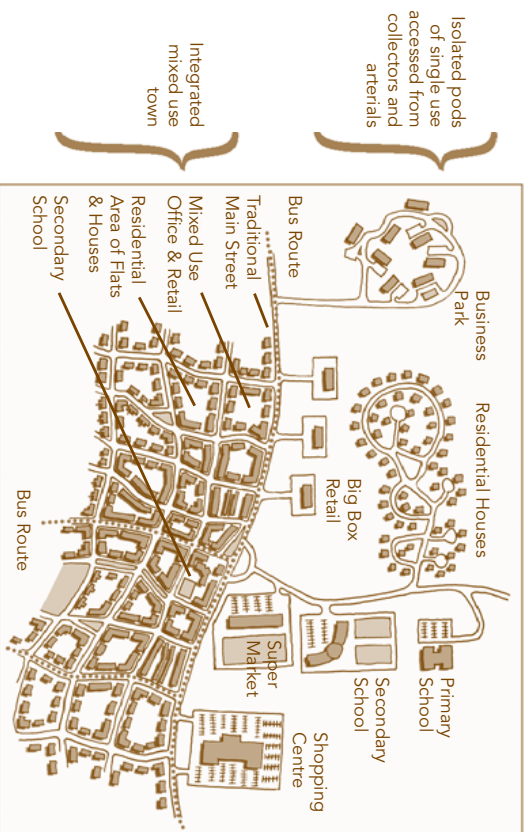 Isolated pods
of single use
accessed from
collectors and
arterials
Integrated
mixed use
town
Business
Park
Residential Houses
Primary
School
Secondary
School
Big Box
Retail
Super
Market
Shopping
Centre
Bus Route
Traditional
Main Street
Mixed Use
Office & Retail
Residential
Area of Flats
& Houses
Secondary
School
Bus Route